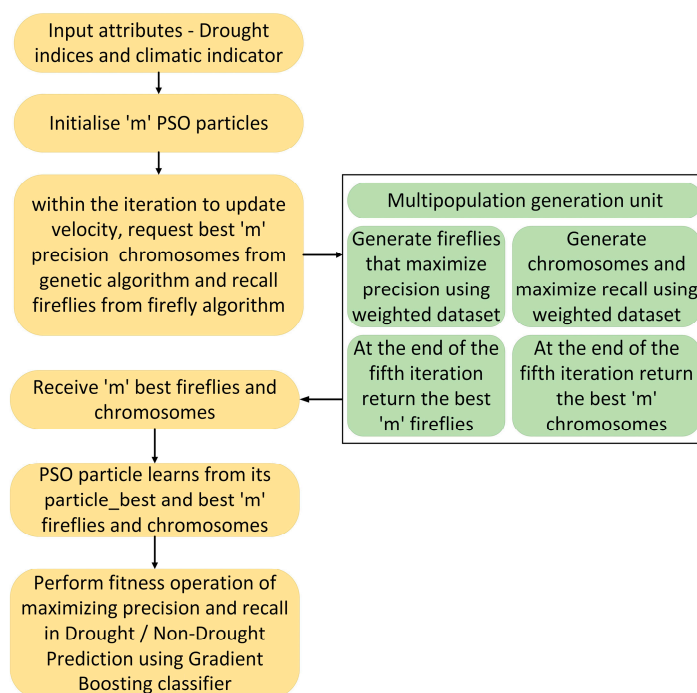 Input attributes - Drought
indices and climatic indicator
Initialise 'm' PSO particles
within the iteration to update
velocity, request best 'm'
precision chromosomes from
genetic algorithm and recall
fireflies from firefly algorithm
Multipopulation generation unit
Generate fireflies
that maximize
precision using
weighted dataset
Generate
chromosomes and
maximize recall using
weighted dataset
At the end of the
fifth iteration
return the best
'm' fireflies
At the end of the
fifth iteration return
the best 'm'
chromosomes
Receive 'm' best fireflies and
chromosomes
PSO particle learns from its
particle_best and best 'm'
fireflies and chromosomes
Perform fitness operation of
maximizing precision and recall
in Drought / Non-Drought
Prediction using Gradient
Boosting classifier